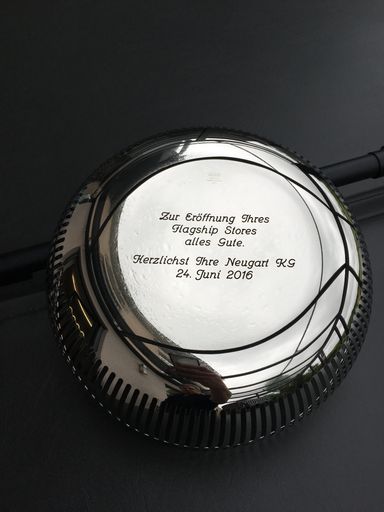 Zur Eröffnung Ihres
Flagship Stores
alles Gute.
Herzlichst Ihre Neugart KG
24. Juni 2016